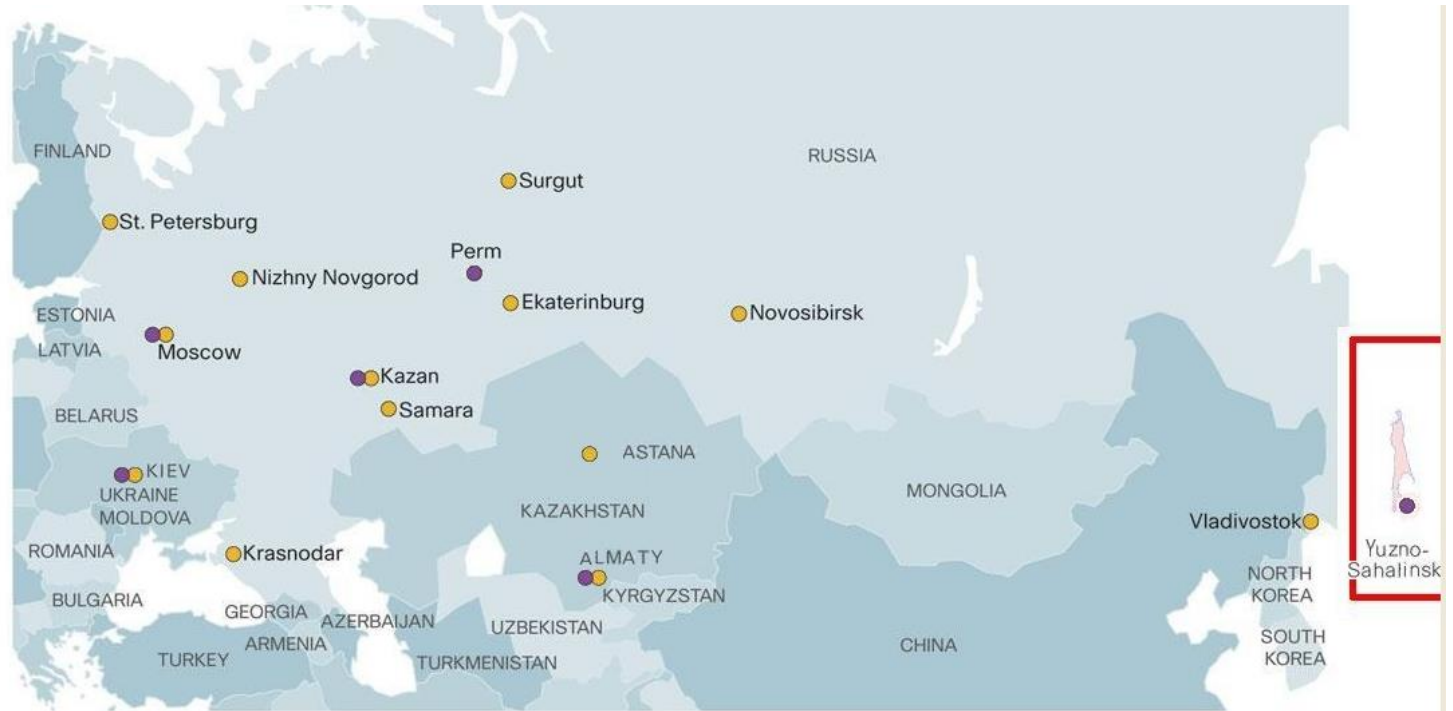 FINLAND
RUSSIA
Surgut
St. Petersburg
Perm
Nizhny Novgorod
Ekaterinburg
Novosibirsk
ESTONIA
LATVIA
Moscow
Kazan
Samara
BELARUS
ASTANA
KIEV
UKRAINE
MOLDOVA
MONGOLIA
KAZAKHSTAN
Vladivostok
ROMANIA
Krasnodar
ALMATY
Yuzno-
Sahalinsk
NORTH
KOREA
BULGARIA
GEORGIA
AZERBAIJAN
KYRGYZSTAN
UZBEKISTAN
ARMENIA
TURKEY
TURKMENISTAN
CHINA
SOUTH
KOREA